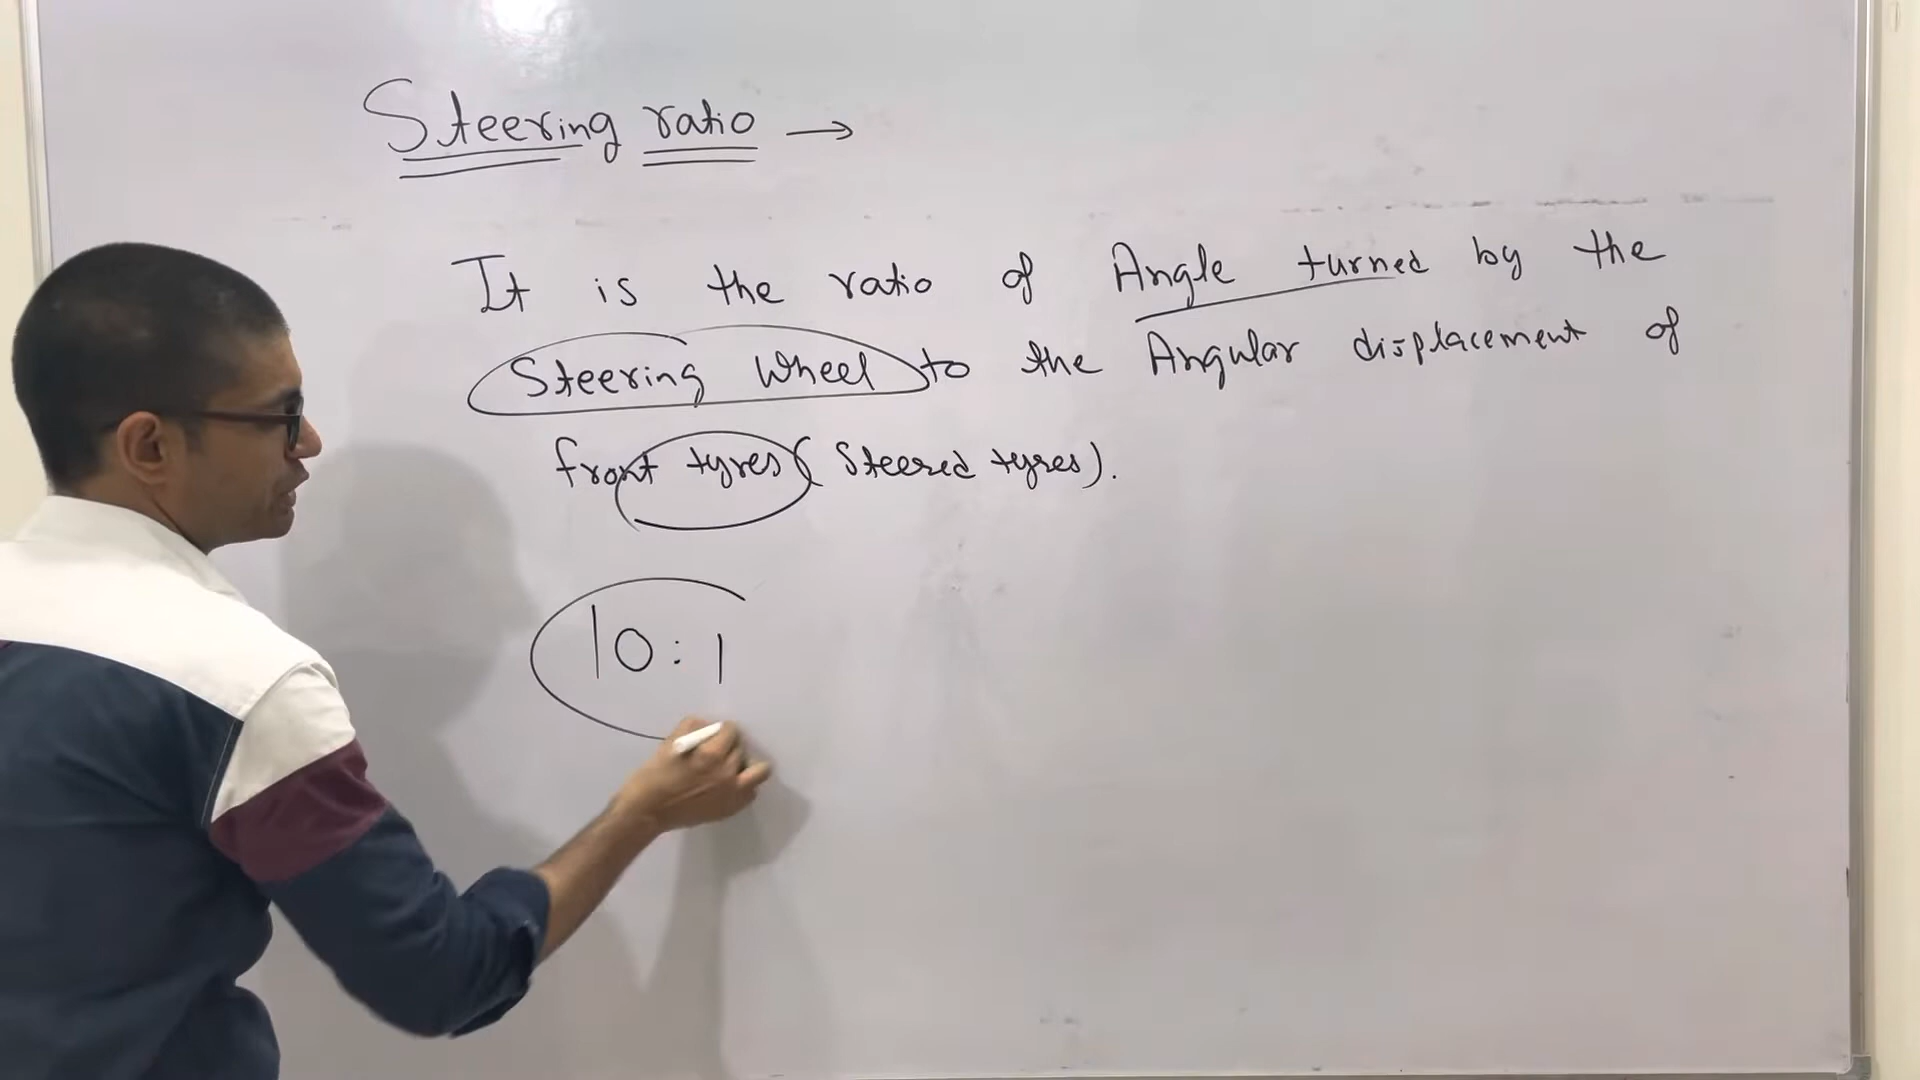 Steering ratio →
It is the ratio of Angle turned by the
Steering Wheel to the Angular displacement of
front tyres (Steered tyres).
10:1